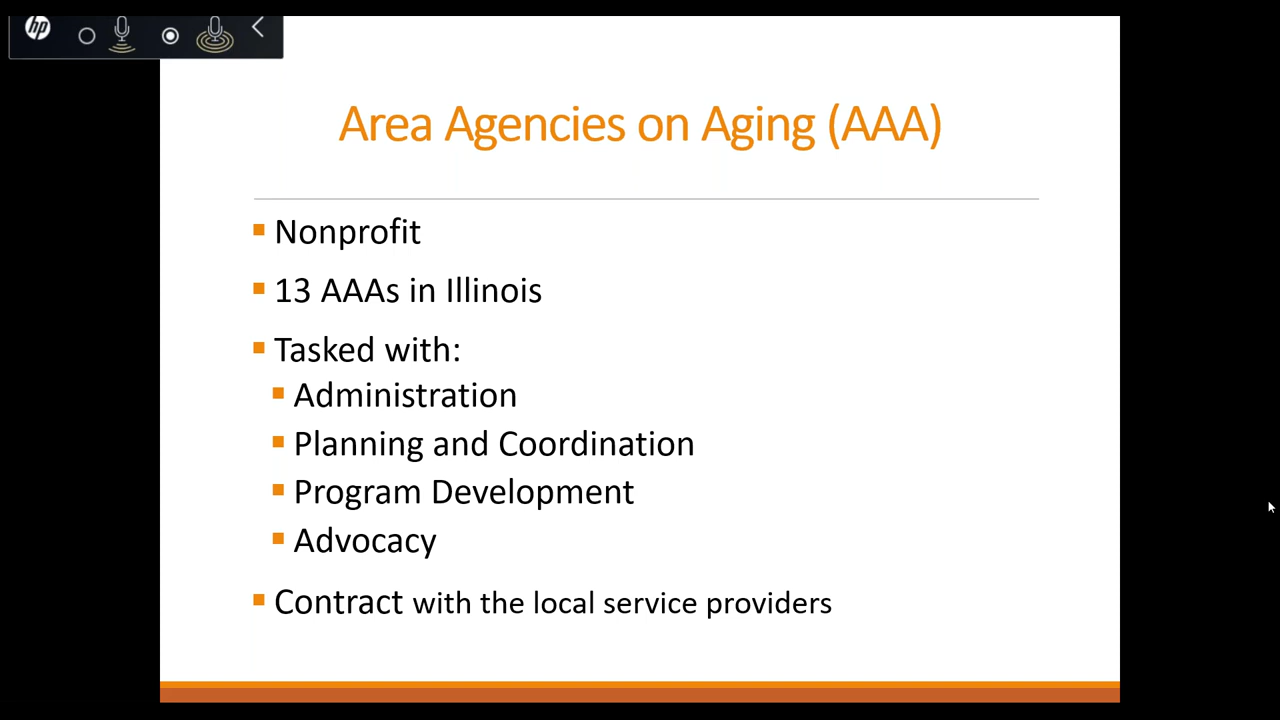 hp
Area Agencies on Aging (AAA)
Nonprofit
13 AAAs in Illinois
Tasked with:
Administration
Planning and Coordination
Program Development
Advocacy
Contract with the local service providers